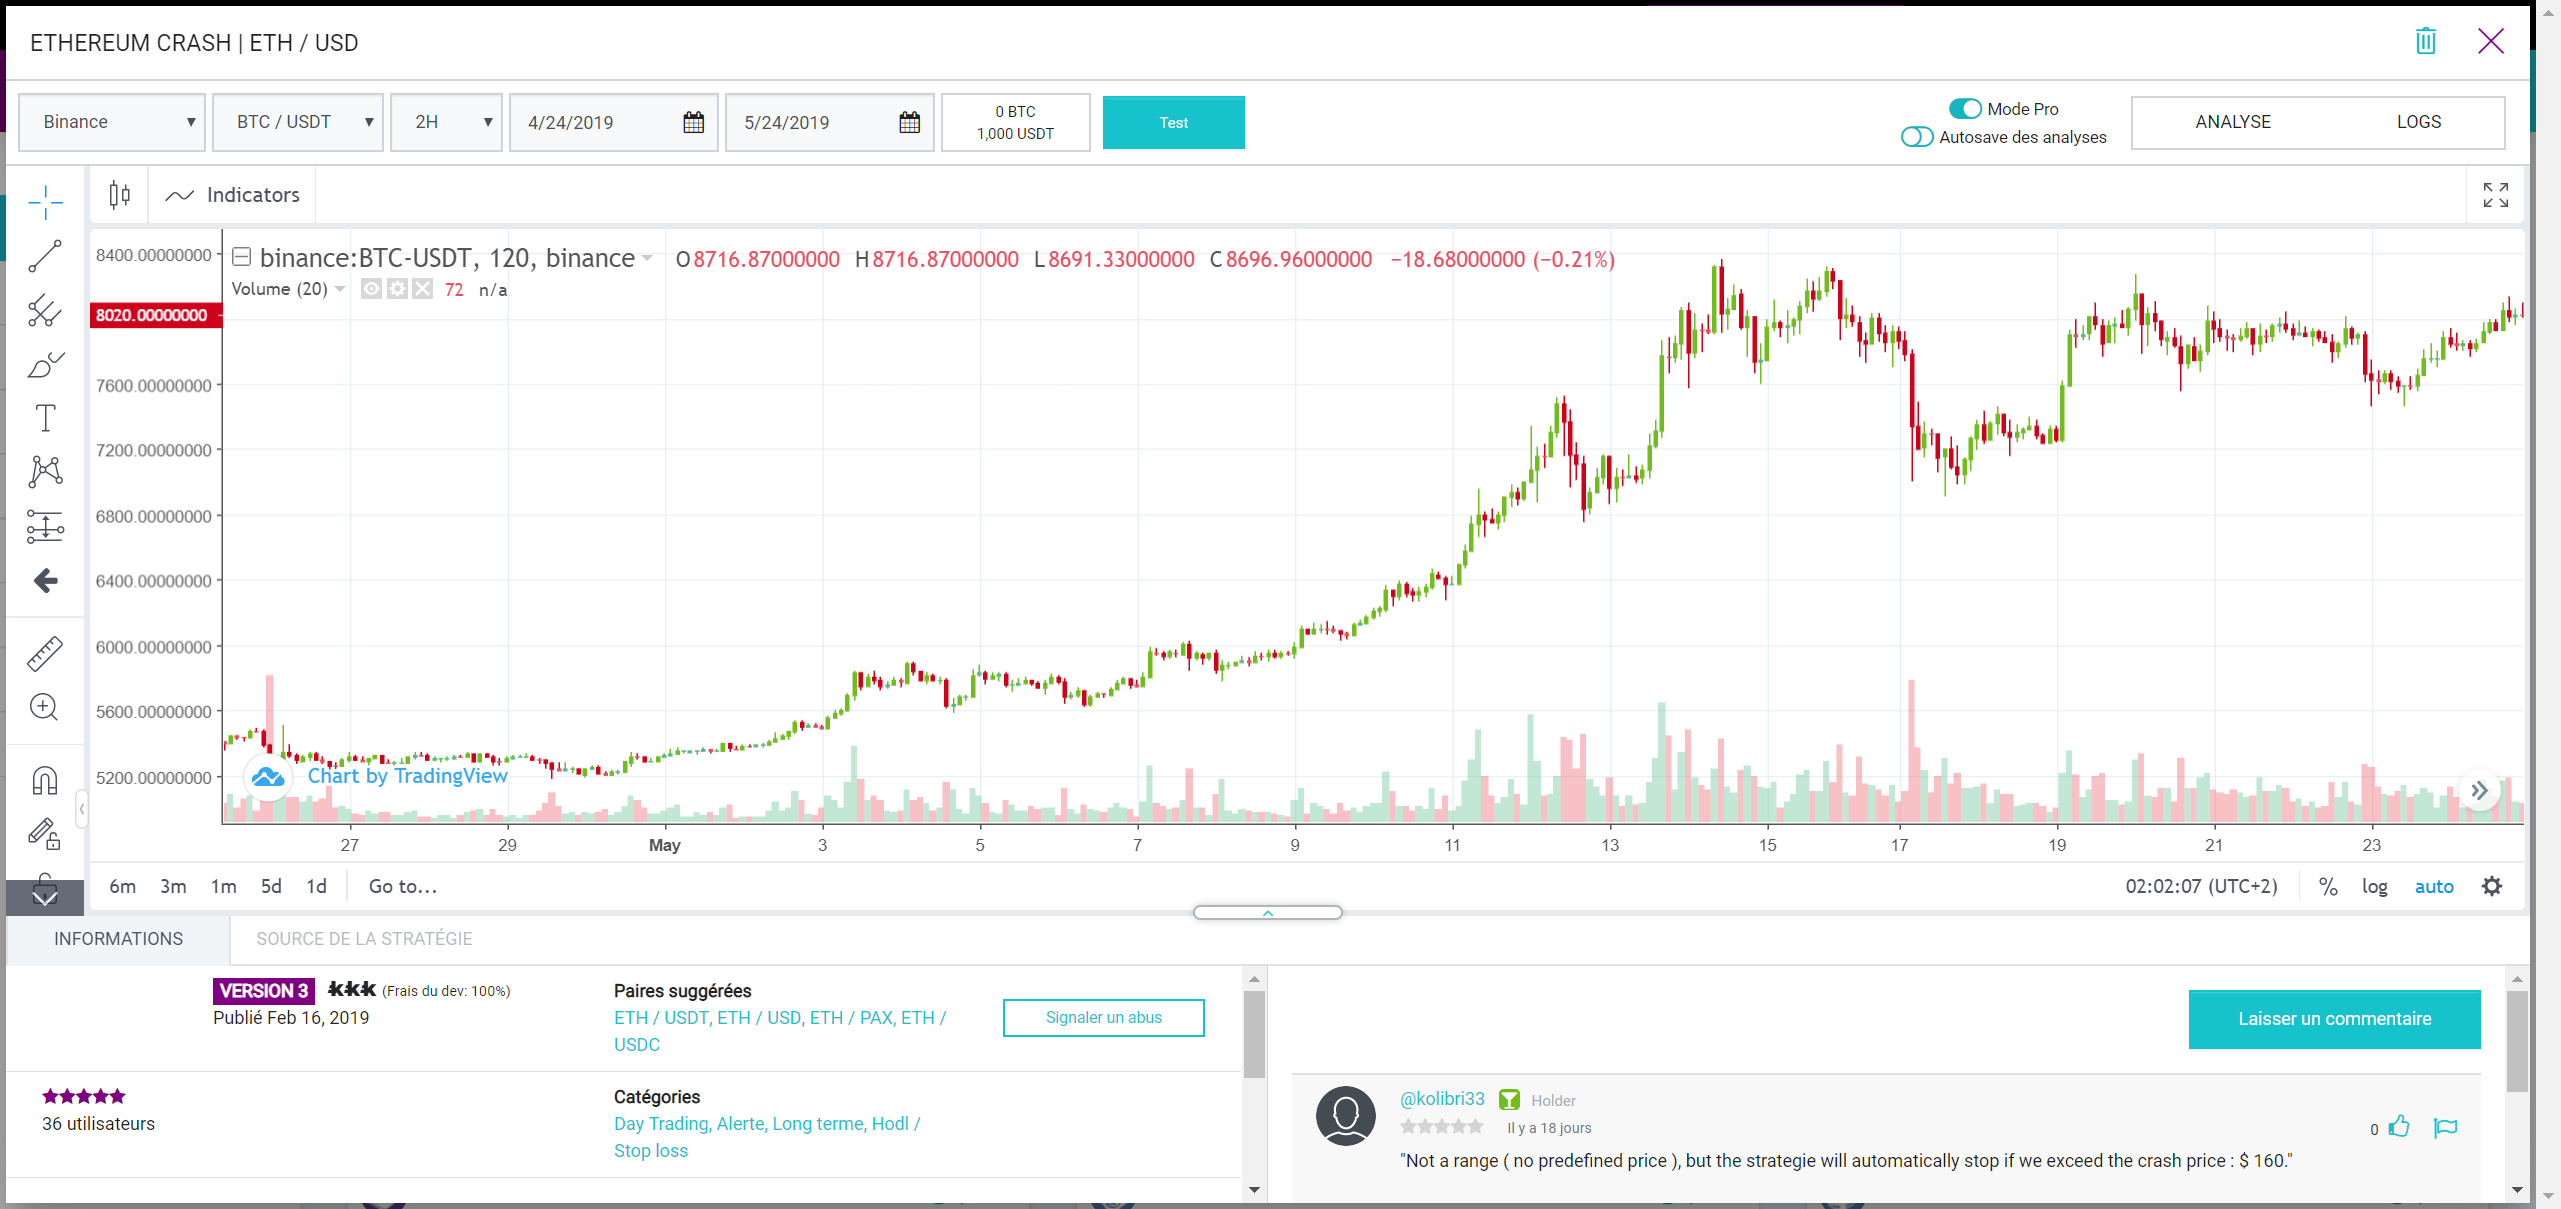 ETHEREUM CRASH | ETH / USD
Binance
BTC / USDT
2H
4/24/2019
5/24/2019
0 BTC
1,000 USDT
Test
Mode Pro
Autosave des analyses
ANALYSE
LOGS
Indicators
binance:BTC-USDT, 120, binance
O8716.87000000 H8716.87000000 L8691.33000000 C8696.96000000 −18.68000000 (−0.21%)
Volume (20)
72 n/a
8400.00000000
8020.00000000
7600.00000000
7200.00000000
6800.00000000
6400.00000000
6000.00000000
5600.00000000
5200.00000000
Chart by TradingView
27 29 May 3 5 7 9 11 13 15 17 19 21 23
6m 3m 1m 5d 1d Go to...
02:02:07 (UTC+2)
% log auto
INFORMATIONS
SOURCE DE LA STRATÉGIE
VERSION 3
(Frais du dev: 100%)
Publié Feb 16, 2019
Paires suggérées
ETH / USDT, ETH / USD, ETH / PAX, ETH /
USDC
Signaler un abus
36 utilisateurs
Catégories
Day Trading, Alerte, Long terme, Hodl /
Stop loss
Laisser un commentaire
@kolibri33
Holder
Il y a 18 jours
0
"Not a range ( no predefined price ), but the strategie will automatically stop if we exceed the crash price : $ 160."